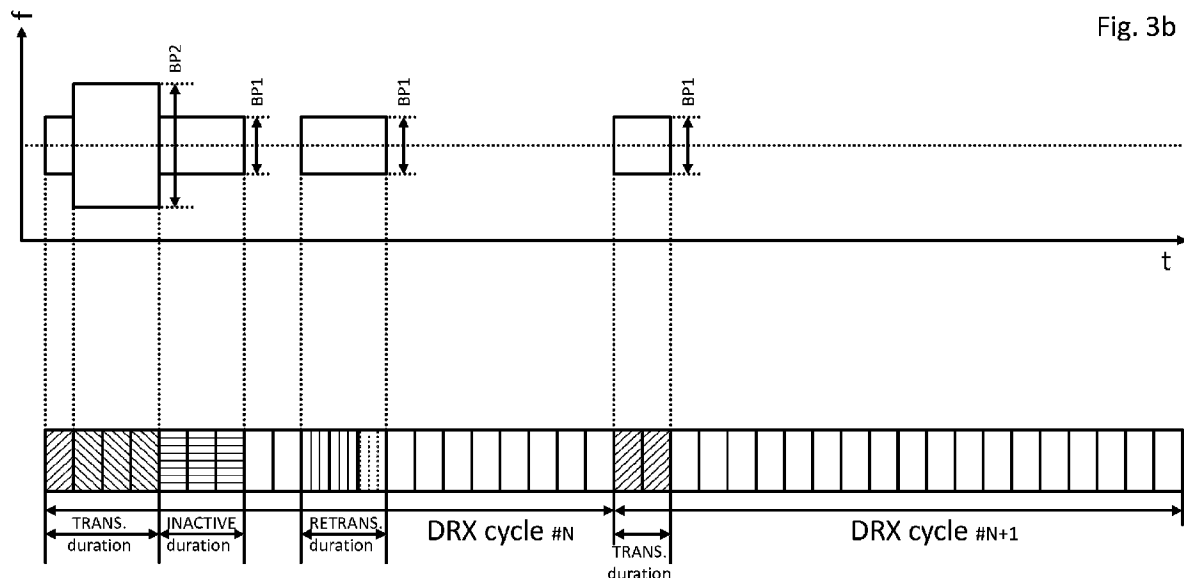 f
Fig. 3b
BP2
BP1
BP1
BP1
t
TRANS.
duration
INACTIVE
duration
RETRANS.
duration
DRX cycle #N
TRANS.
duration
DRX cycle #N+1